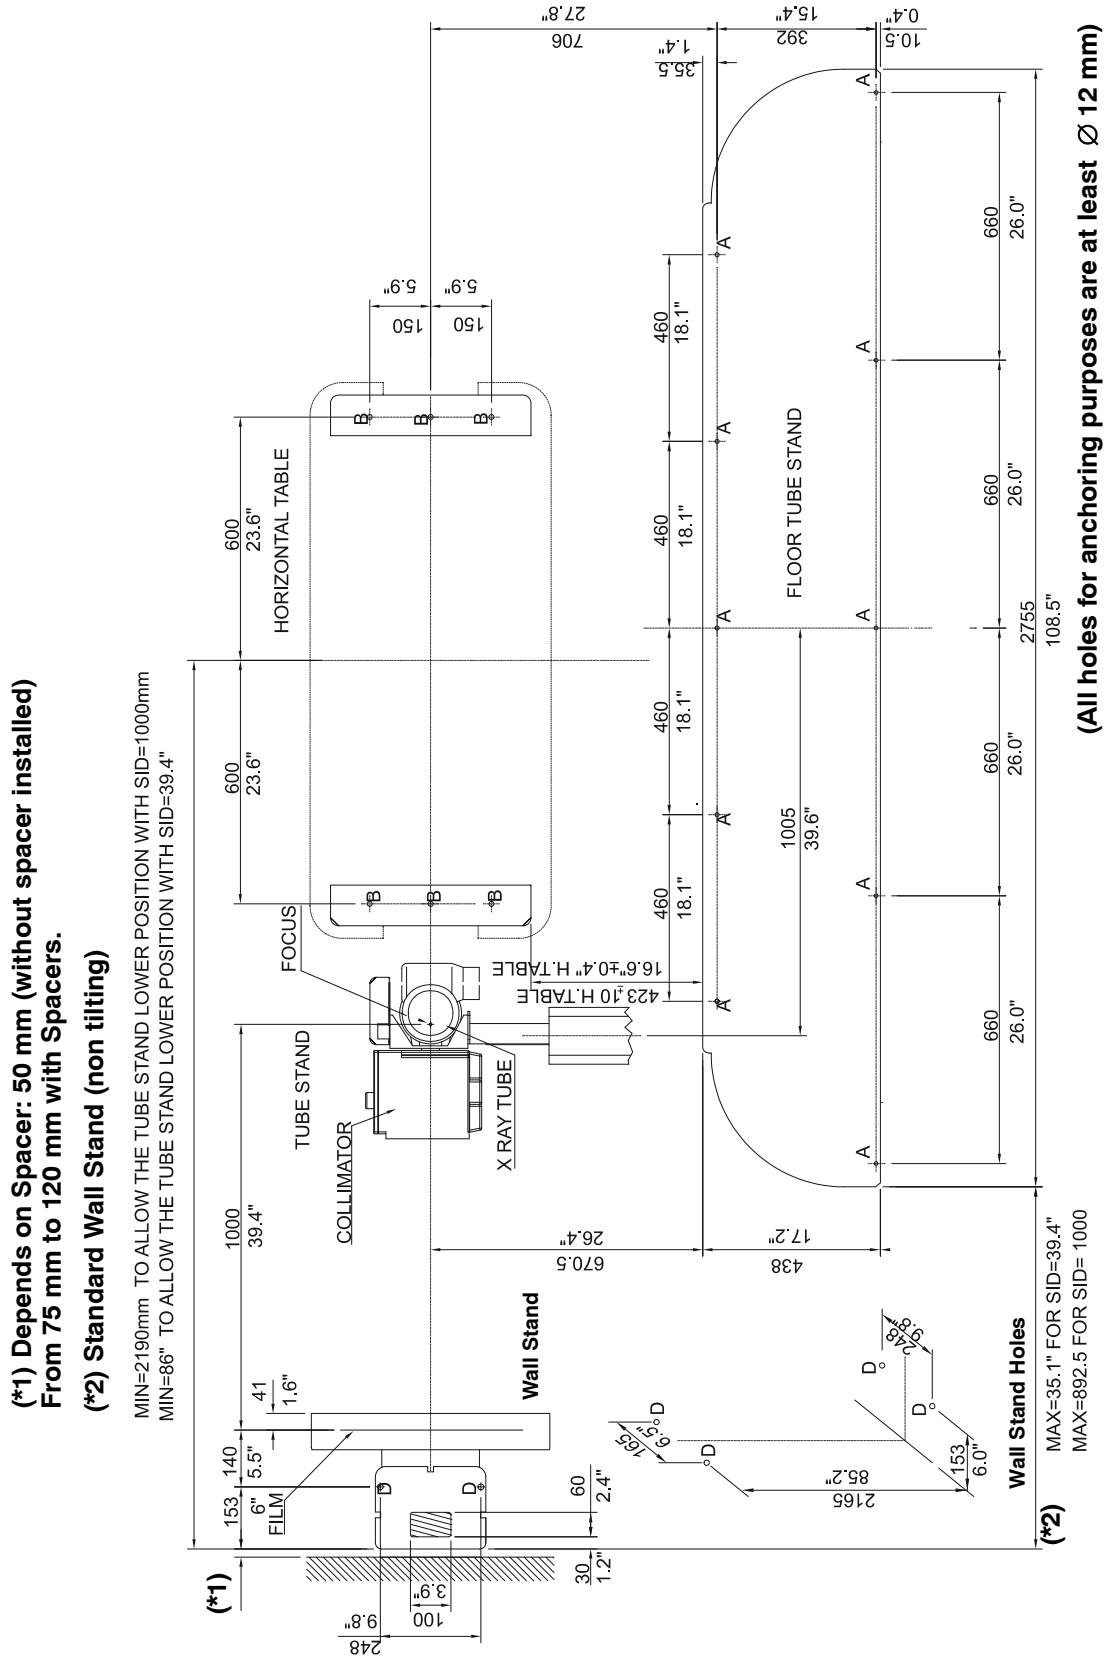 (*1) Depends on Spacer: 50 mm (without spacer installed)
From 75 mm to 120 mm with Spacers.
(*2) Standard Wall Stand (non tilting)
MIN=2190mm TO ALLOW THE TUBE STAND LOWER POSITION WITH SID=1000mm
MIN=86" TO ALLOW THE TUBE STAND LOWER POSITION WITH SID=39.4"
(*1)
153
6"
140
5.5"
41
1.6"
1000
39.4"
600
23.6"
600
23.6"
FILM
COLLIMATOR
TUBE STAND
FOCUS
X RAY TUBE
HORIZONTAL TABLE
248
9.8"
100
3.9"
30
1.2"
60
2.4"
D
D
Wall Stand
B
B
B
B
B
B
150
5.9"
150
5.9"
706
27.8"
392
15.4"
10.5
0.4"
35.5
1.4"
423±10 H.TABLE
16.6"±0.4" H.TABLE
670.5
26.4"
438
17.2"
460
18.1"
460
18.1"
460
18.1"
460
18.1"
A
A
A
A
A
1005
39.6"
FLOOR TUBE STAND
A
A
A
A
A
660
26.0"
660
26.0"
660
26.0"
660
26.0"
2755
108.5"
165
6.5"
D
D
D
D
2165
85.2"
153
6.0"
248
9.8"
Wall Stand Holes
(*2)
MAX=35.1" FOR SID=39.4"
MAX=892.5 FOR SID= 1000
(All holes for anchoring purposes are at least Ø 12 mm)